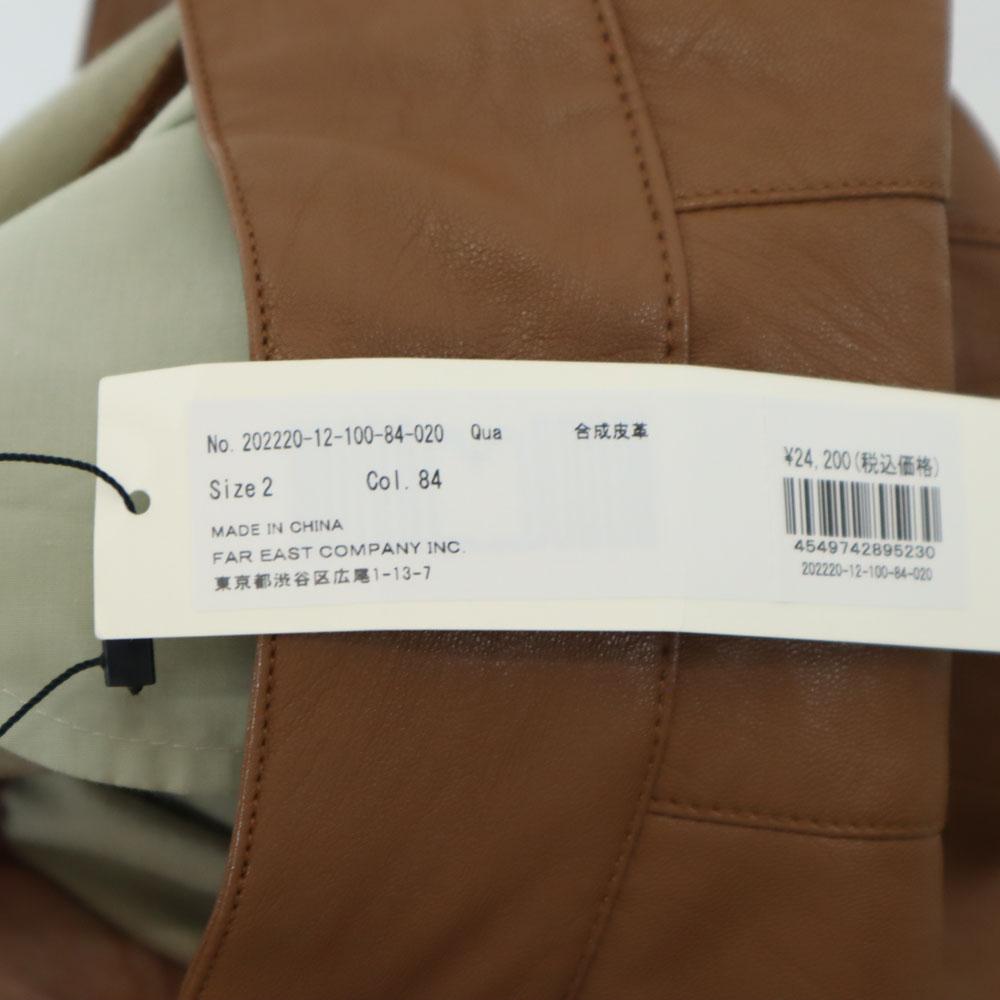 No. 202220-12-100-84-020 Qua 合成皮革
Size 2 Col. 84
MADE IN CHINA
FAR EAST COMPANY INC.
東京都渋谷区広尾1-13-7
¥24,200(税込価格)
4549742895230
202220-12-100-84-020